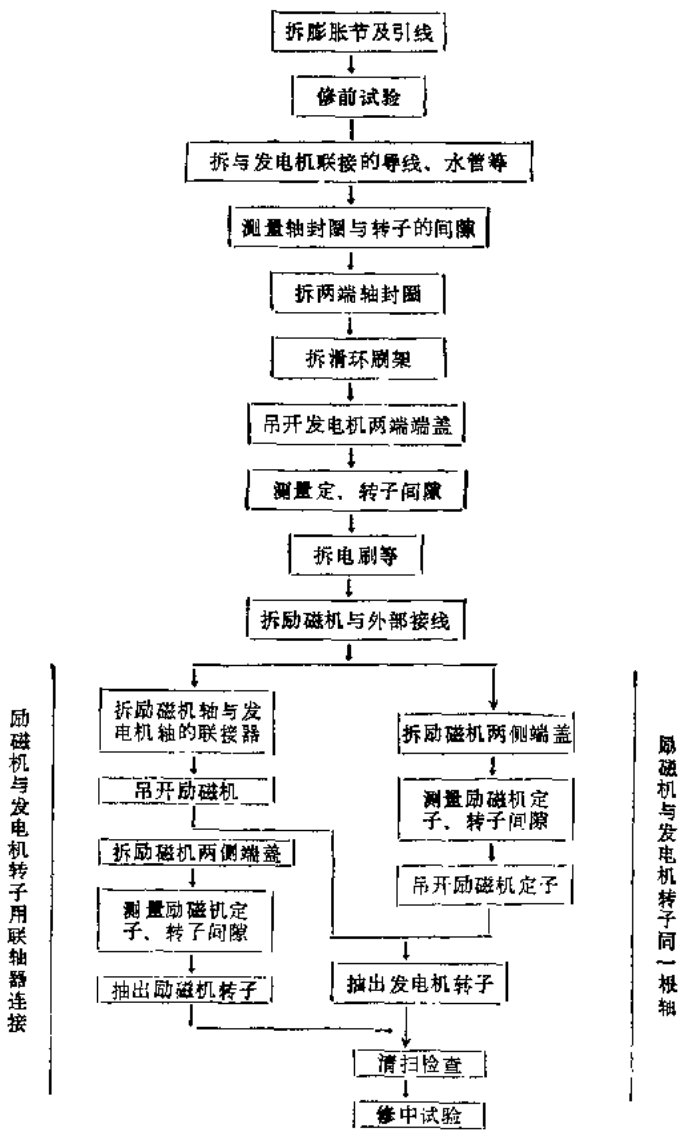 拆膨胀节及引线
修前试验
拆与发电机联接的导线、水管等
测量轴封圈与转子的间隙
拆两端轴封圈
拆滑环刷架
吊开发电机两端端盖
测量定、转子间隙
拆电刷等
拆励磁机与外部接线
励磁机与发电机转子用联轴器连接
拆励磁机轴与发
电机轴的联接器
吊开励磁机
拆励磁机两侧端盖
测量励磁机定
子、转子间隙
抽出励磁机转子
拆励磁机两侧端盖
测量励磁机定
子、转子间隙
吊开励磁机定子
抽出发电机转子
励磁机与发电机转子同一根轴
清扫检查
修中试验